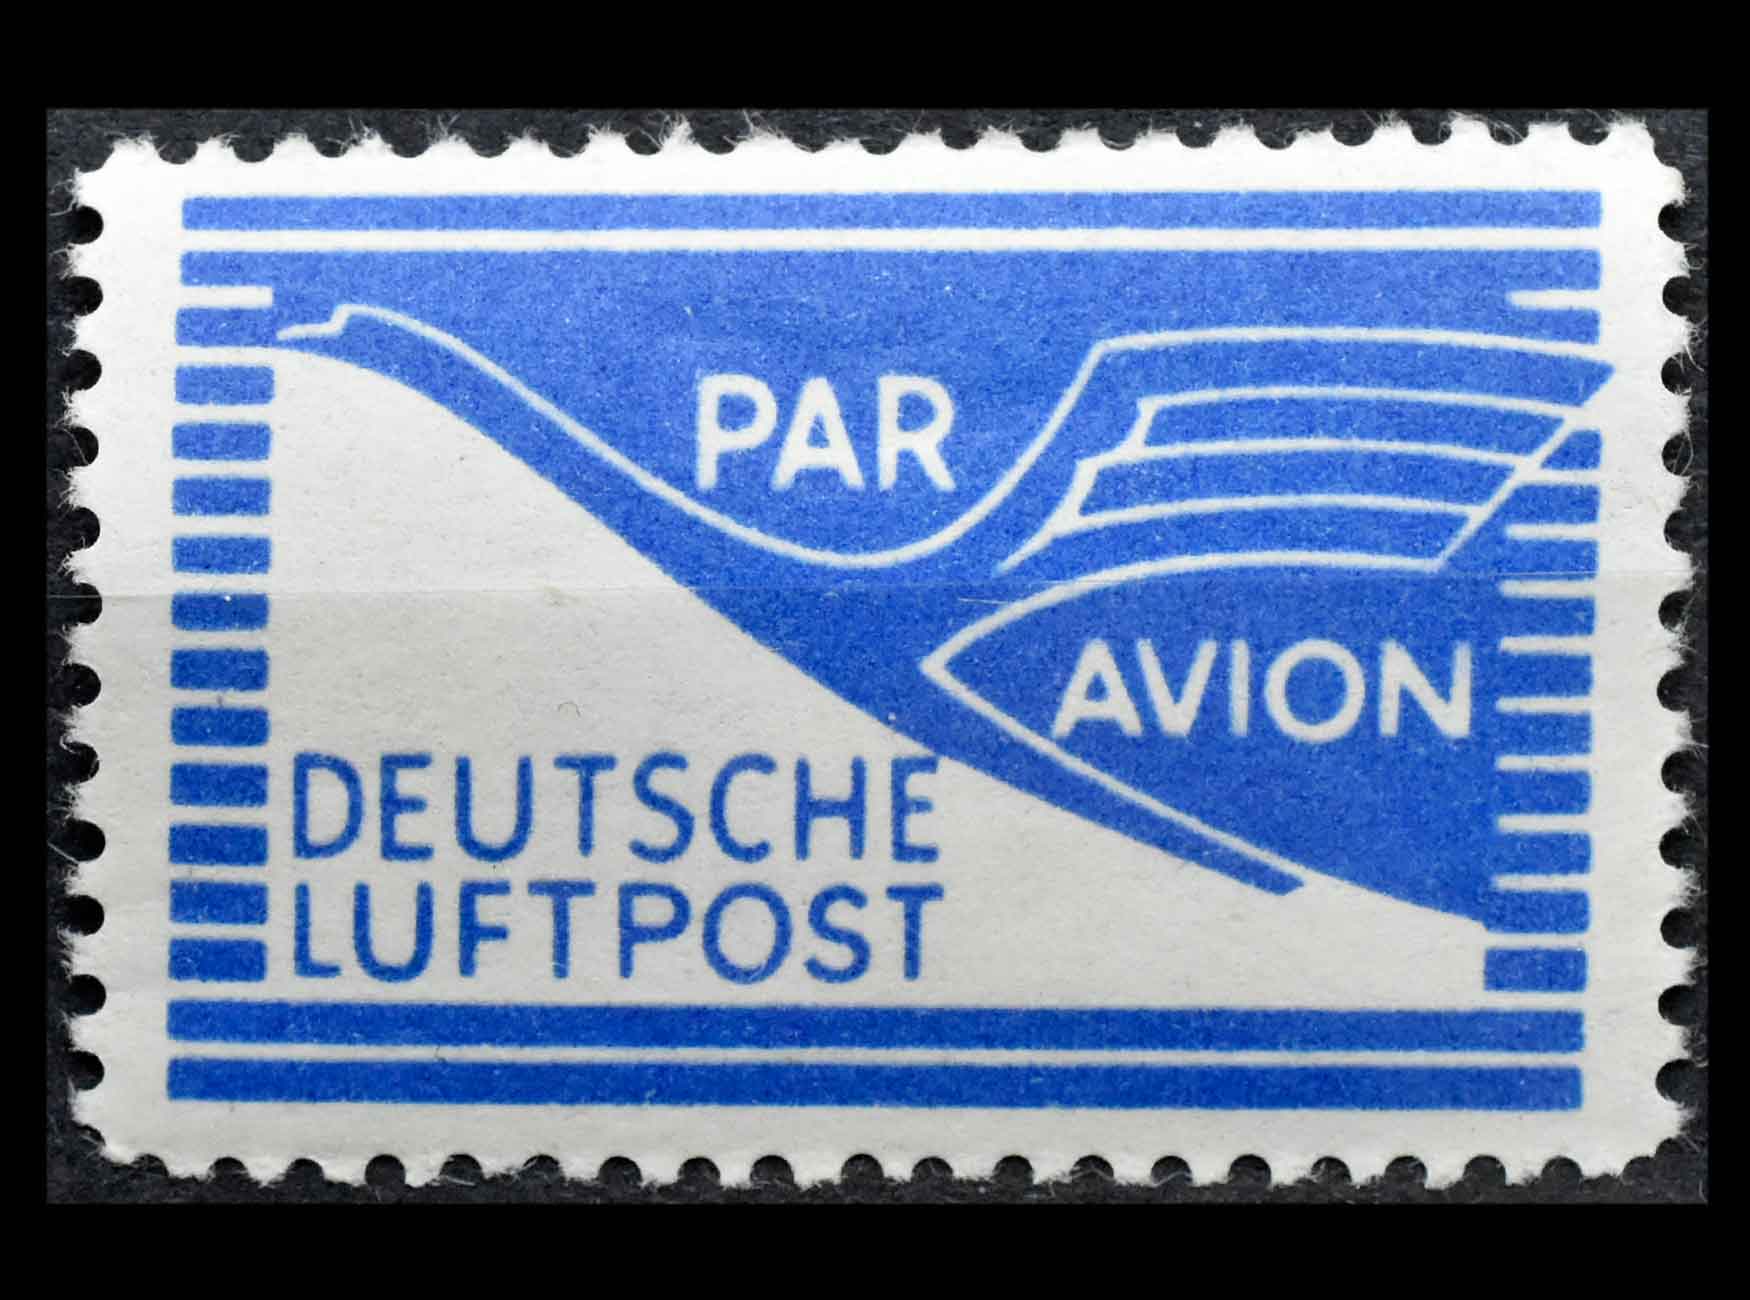 PAR
AVION
DEUTSCHE
LUFTPOST